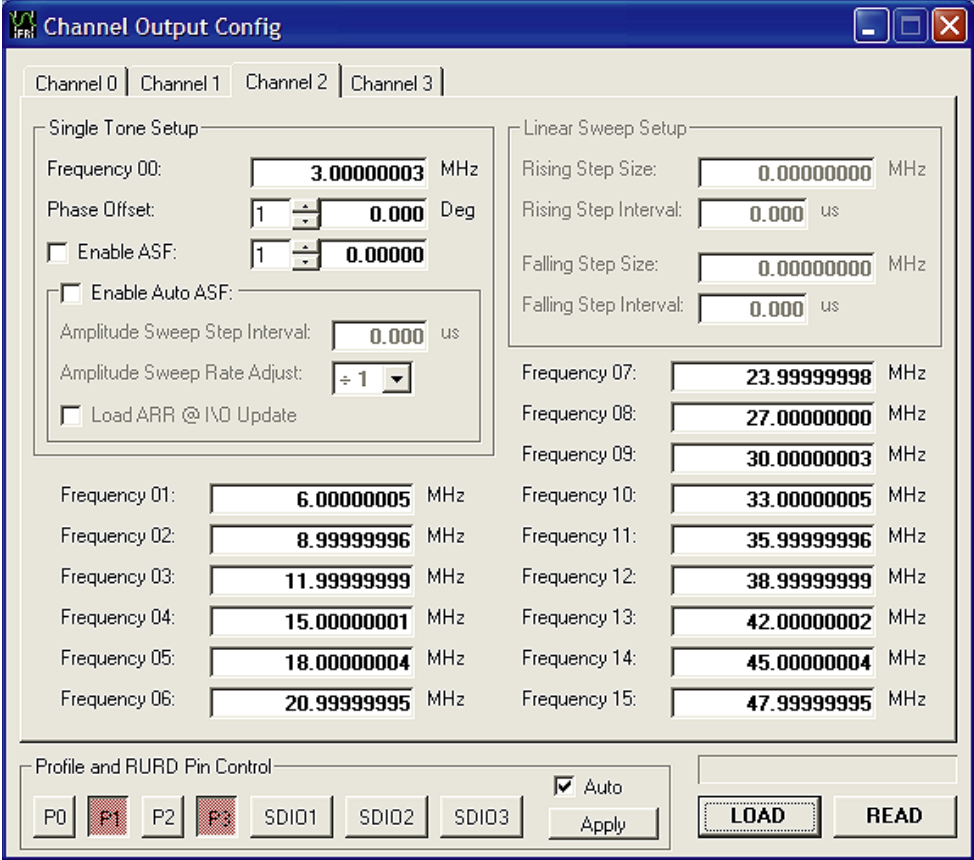 Channel Output Config
Channel 0 Channel 1 Channel 2 Channel 3
Single Tone Setup
Frequency 00: 3.00000003 MHz
Phase Offset: 1 0.000 Deg
Enable ASF: 1 0.00000
Enable Auto ASF:
Amplitude Sweep Step Interval: 0.000 us
Amplitude Sweep Rate Adjust: ÷ 1
Load ARR @ I\O Update
Linear Sweep Setup
Rising Step Size: 0.00000000 MHz
Rising Step Interval: 0.000 us
Falling Step Size: 0.00000000 MHz
Falling Step Interval: 0.000 us
Frequency 01: 6.00000005 MHz
Frequency 02: 8.99999996 MHz
Frequency 03: 11.99999999 MHz
Frequency 04: 15.00000001 MHz
Frequency 05: 18.00000004 MHz
Frequency 06: 20.99999995 MHz
Frequency 07: 23.99999998 MHz
Frequency 08: 27.00000000 MHz
Frequency 09: 30.00000003 MHz
Frequency 10: 33.00000005 MHz
Frequency 11: 35.99999996 MHz
Frequency 12: 38.99999999 MHz
Frequency 13: 42.00000002 MHz
Frequency 14: 45.00000004 MHz
Frequency 15: 47.99999995 MHz
Profile and RURD Pin Control
P0 P1 P2 P3 SDIO1 SDIO2 SDIO3
Auto
Apply
LOAD READ